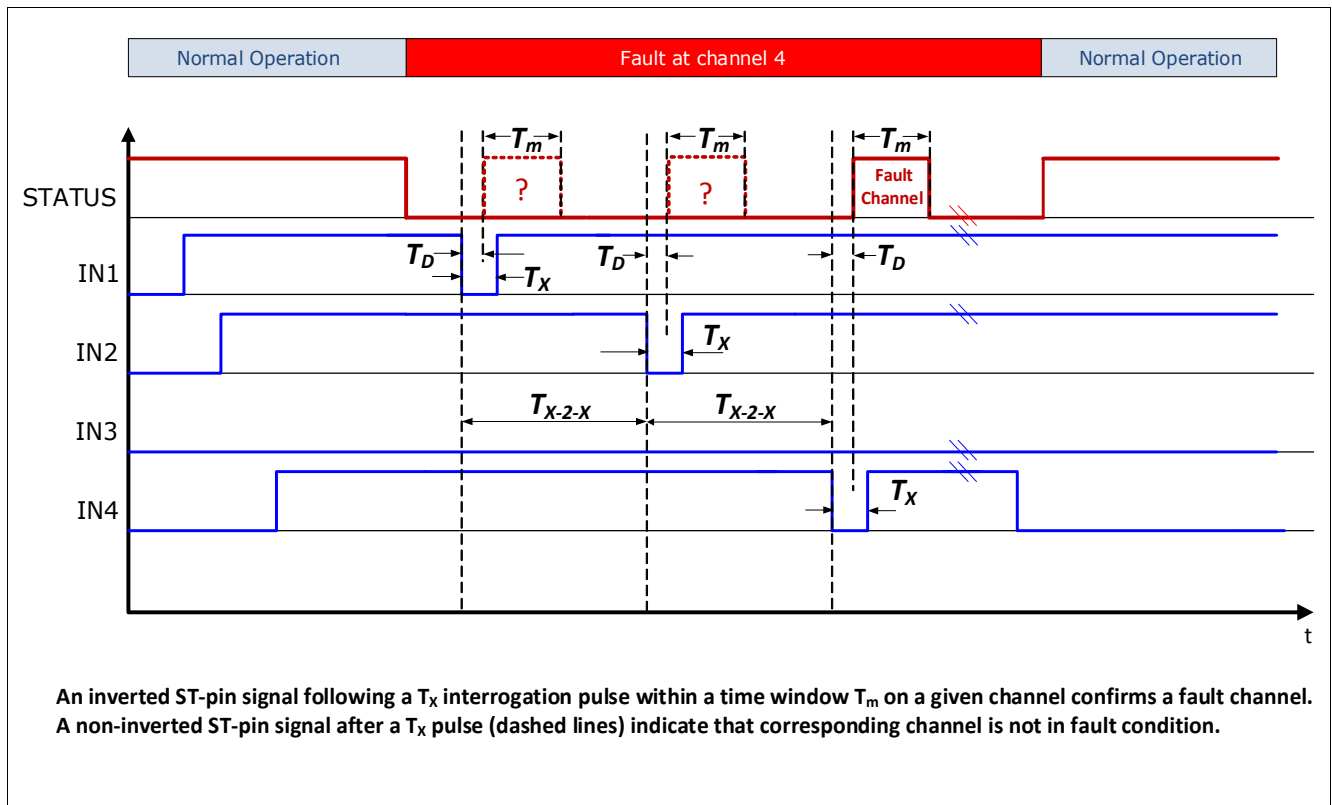 Normal Operation
Fault at channel 4
Normal Operation
Tm
Tm
Tm
STATUS
?
?
Fault
Channel
TD
TD
TD
IN1
TX
IN2
TX
TX-2-X
TX-2-X
IN3
IN4
TX
t
An inverted ST-pin signal following a TX interrogation pulse within a time window Tm on a given channel confirms a fault channel.
A non-inverted ST-pin signal after a TX pulse (dashed lines) indicate that corresponding channel is not in fault condition.